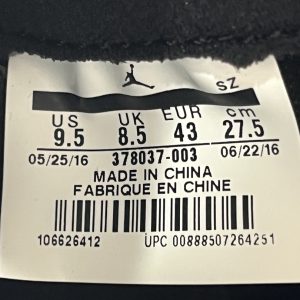 SZ
US UK EUR cm
9.5 8.5 43 27.5
05/25/16 378037-003 06/22/16
MADE IN CHINA
FABRIQUE EN CHINE
106626412 UPC 00888507264251